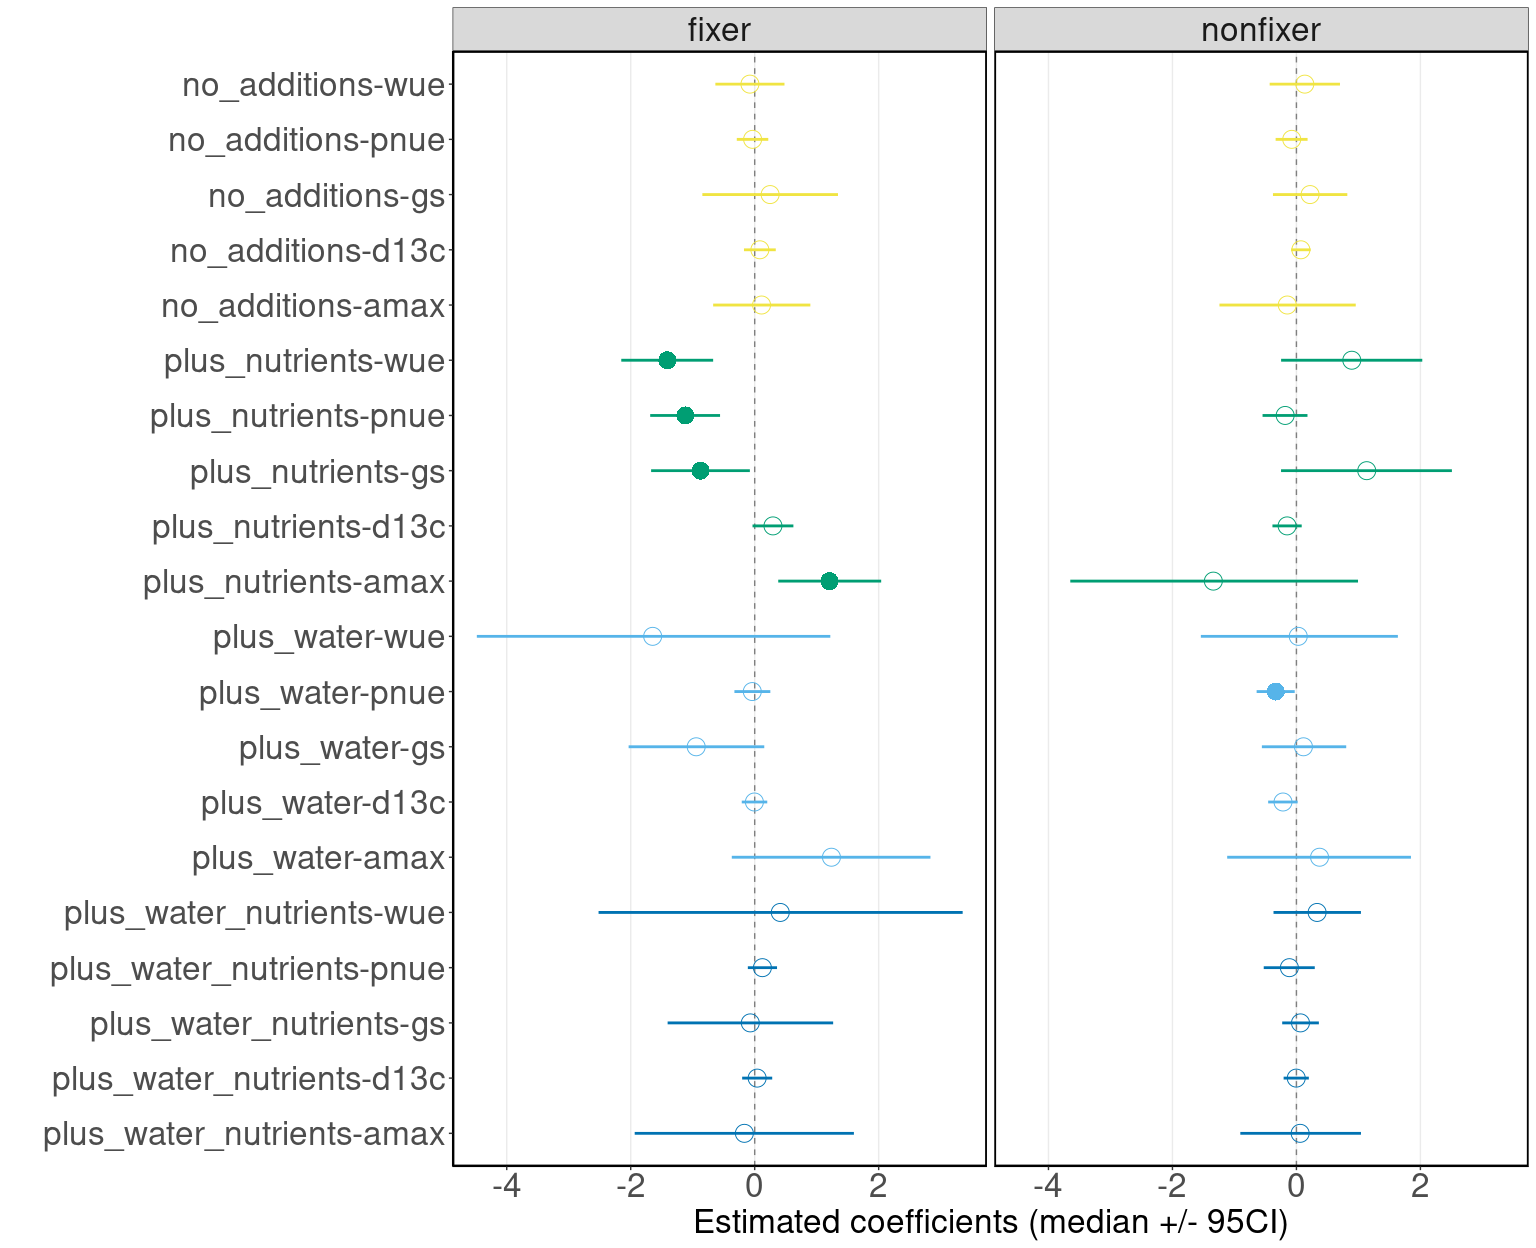 fixer nonfixer
no_additions-wue
no_additions-pnue
no_additions-gs
no_additions-d13c
no_additions-amax
plus_nutrients-wue
plus_nutrients-pnue
plus_nutrients-gs
plus_nutrients-d13c
plus_nutrients-amax
plus_water-wue
plus_water-pnue
plus_water-gs
plus_water-d13c
plus_water-amax
plus_water_nutrients-wue
plus_water_nutrients-pnue
plus_water_nutrients-gs
plus_water_nutrients-d13c
plus_water_nutrients-amax
-4 -2 0 2 -4 -2 0 2
Estimated coefficients (median +/- 95CI)